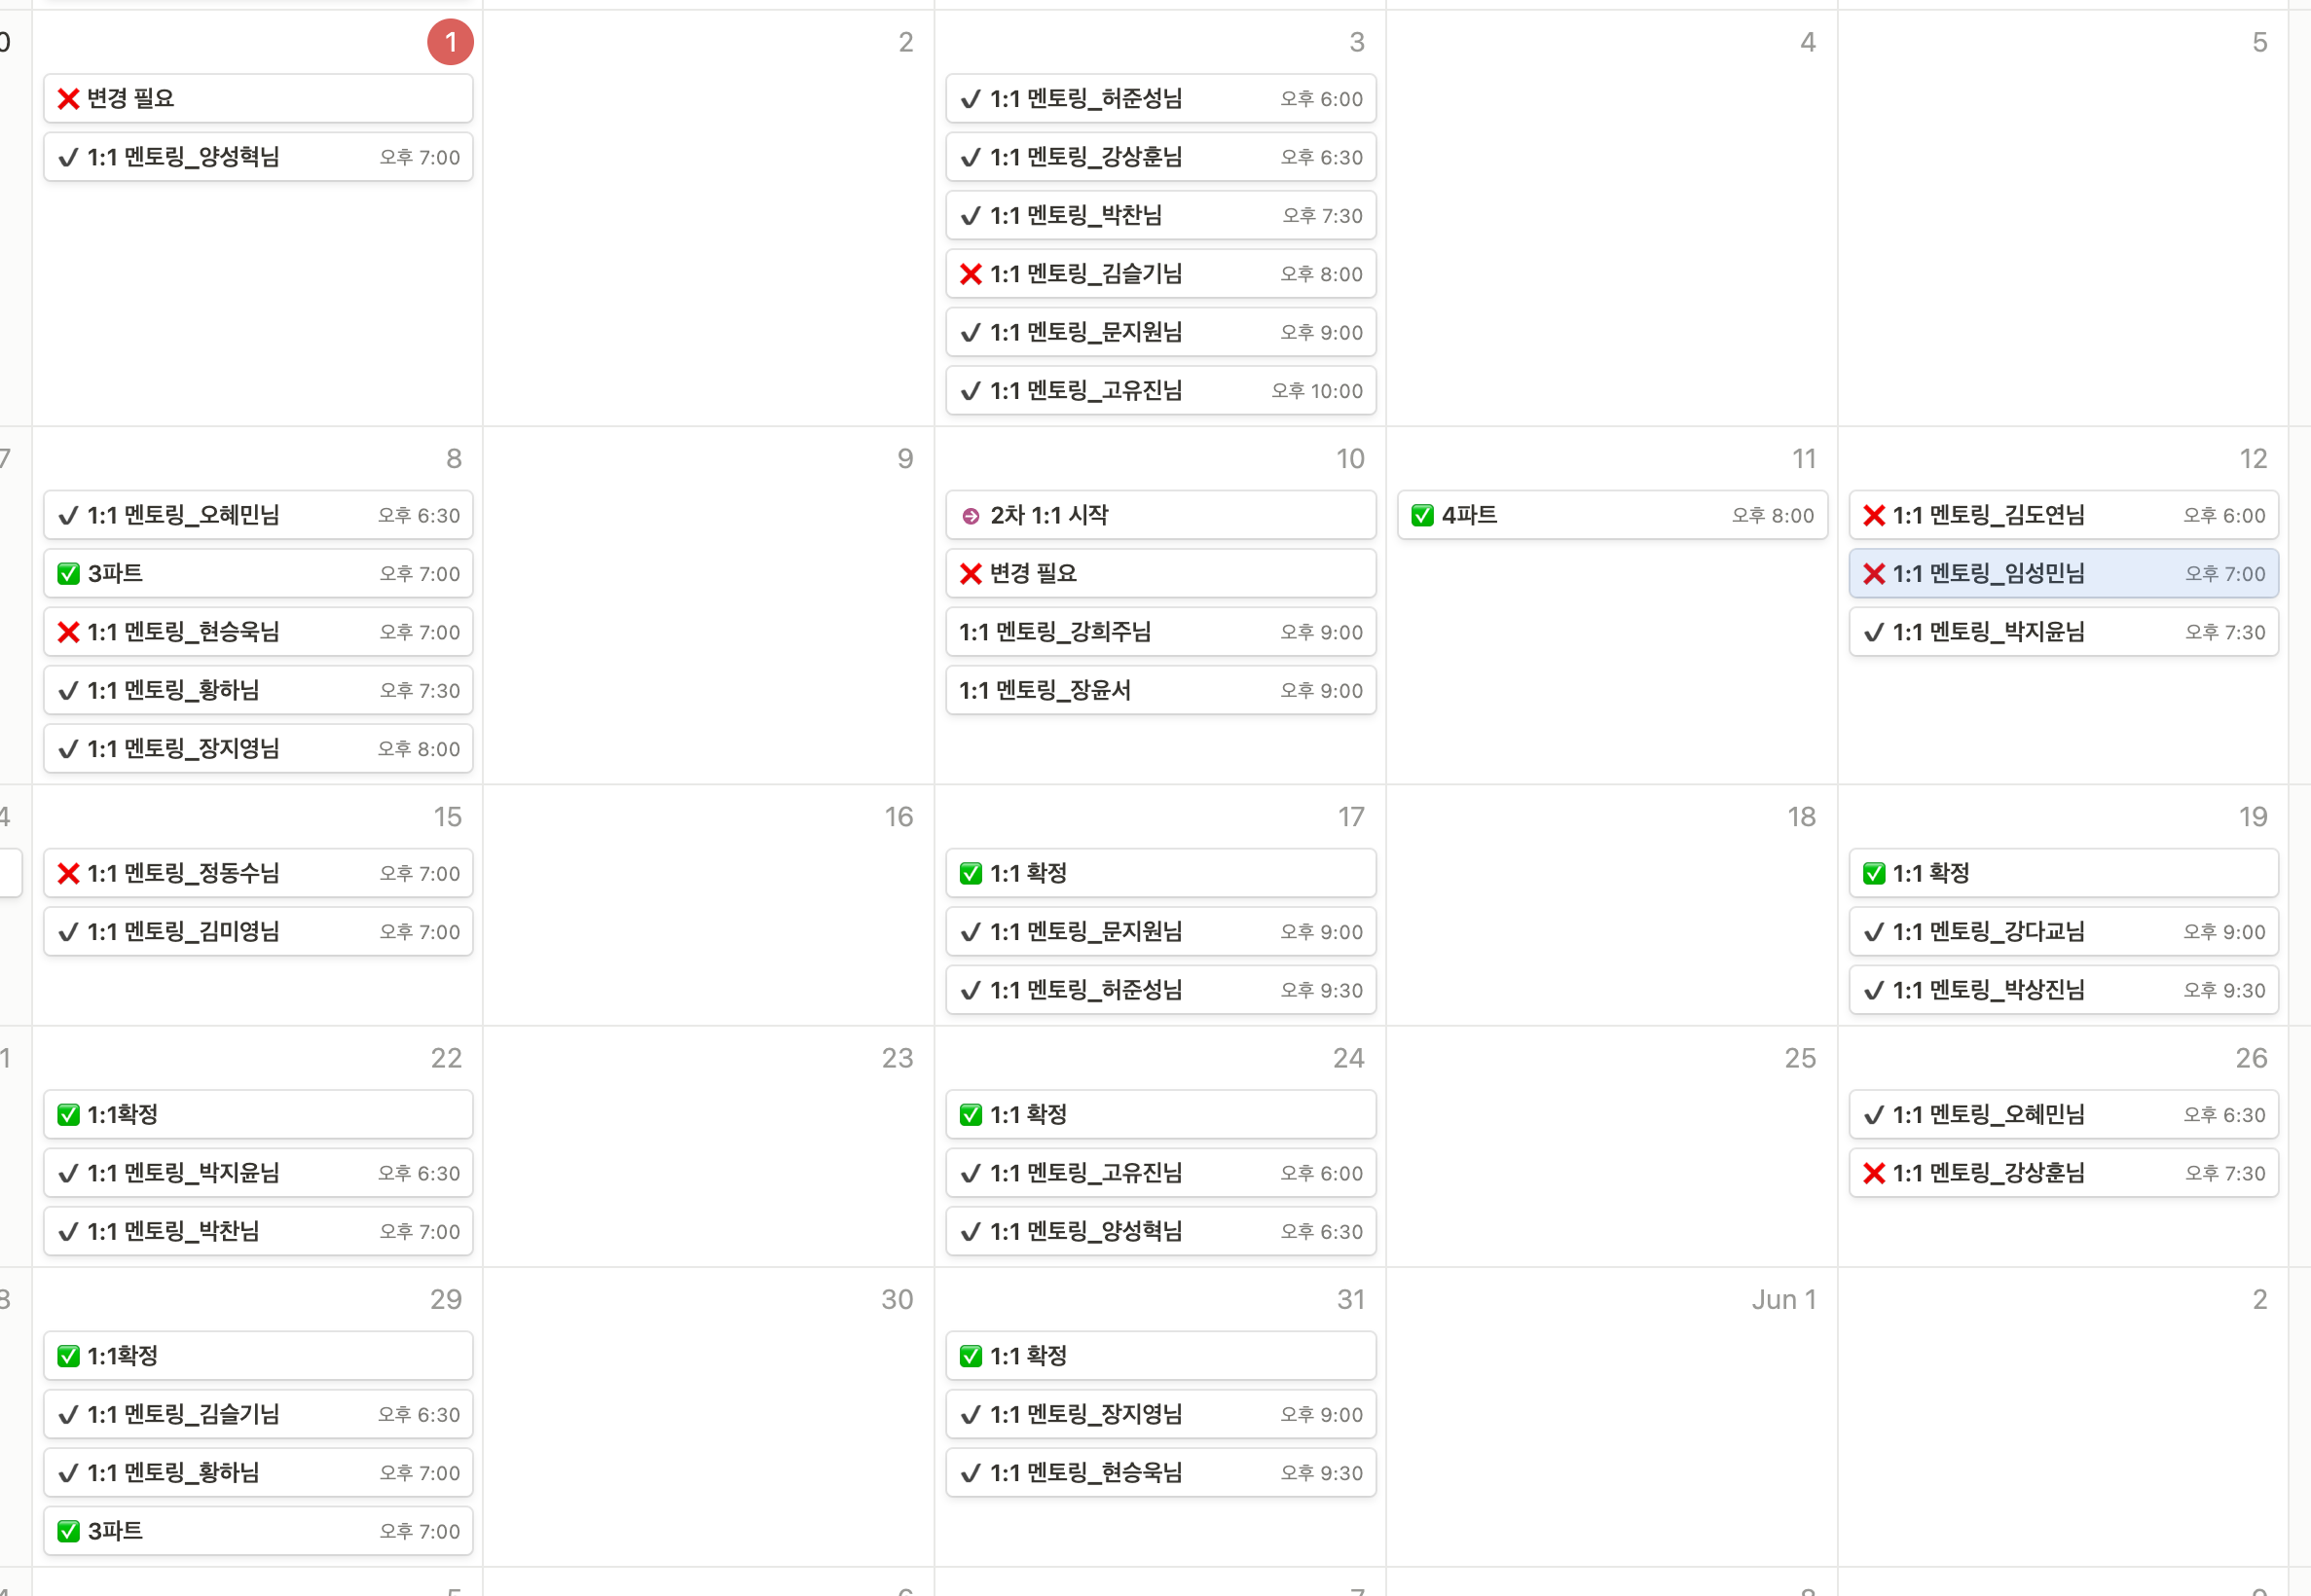 0
1
2
3
4
5
❌ 변경 필요
✔ 1:1 멘토링_양성혁님 오후 7:00
✔ 1:1 멘토링_허준성님 오후 6:00
✔ 1:1 멘토링_강상훈님 오후 6:30
✔ 1:1 멘토링_박찬님 오후 7:30
❌ 1:1 멘토링_김슬기님 오후 8:00
✔ 1:1 멘토링_문지원님 오후 9:00
✔ 1:1 멘토링_고유진님 오후 10:00
7
8
9
10
11
12
✔ 1:1 멘토링_오혜민님 오후 6:30
✅ 3파트 오후 7:00
❌ 1:1 멘토링_현승욱님 오후 7:00
✔ 1:1 멘토링_황하님 오후 7:30
✔ 1:1 멘토링_장지영님 오후 8:00
2차 1:1 시작
❌ 변경 필요
1:1 멘토링_강희주님 오후 9:00
1:1 멘토링_장윤서 오후 9:00
✅ 4파트 오후 8:00
❌ 1:1 멘토링_김도연님 오후 6:00
❌ 1:1 멘토링_임성민님 오후 7:00
✔ 1:1 멘토링_박지윤님 오후 7:30
4
15
16
17
18
19
❌ 1:1 멘토링_정동수님 오후 7:00
✔ 1:1 멘토링_김미영님 오후 7:00
✅ 1:1 확정
✔ 1:1 멘토링_문지원님 오후 9:00
✔ 1:1 멘토링_허준성님 오후 9:30
✅ 1:1 확정
✔ 1:1 멘토링_강다교님 오후 9:00
✔ 1:1 멘토링_박상진님 오후 9:30
1
22
23
24
25
26
✅ 1:1확정
✔ 1:1 멘토링_박지윤님 오후 6:30
✔ 1:1 멘토링_박찬님 오후 7:00
✅ 1:1 확정
✔ 1:1 멘토링_고유진님 오후 6:00
✔ 1:1 멘토링_양성혁님 오후 6:30
✔ 1:1 멘토링_오혜민님 오후 6:30
❌ 1:1 멘토링_강상훈님 오후 7:30
8
29
30
31
Jun 1
2
✅ 1:1확정
✔ 1:1 멘토링_김슬기님 오후 6:30
✔ 1:1 멘토링_황하님 오후 7:00
✅ 3파트 오후 7:00
✅ 1:1 확정
✔ 1:1 멘토링_장지영님 오후 9:00
✔ 1:1 멘토링_현승욱님 오후 9:30